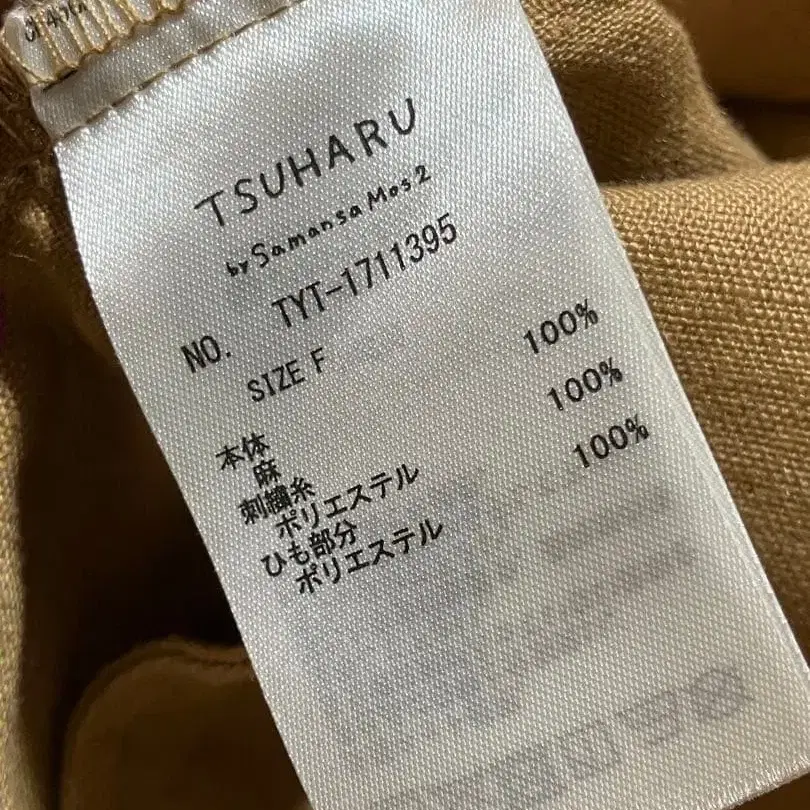 TSUHARU
by Samansa Mos2
NO. TYT-1711395
SIZE F
本体
麻 100%
刺繍糸
ポリエステル 100%
ひも部分
ポリエステル 100%